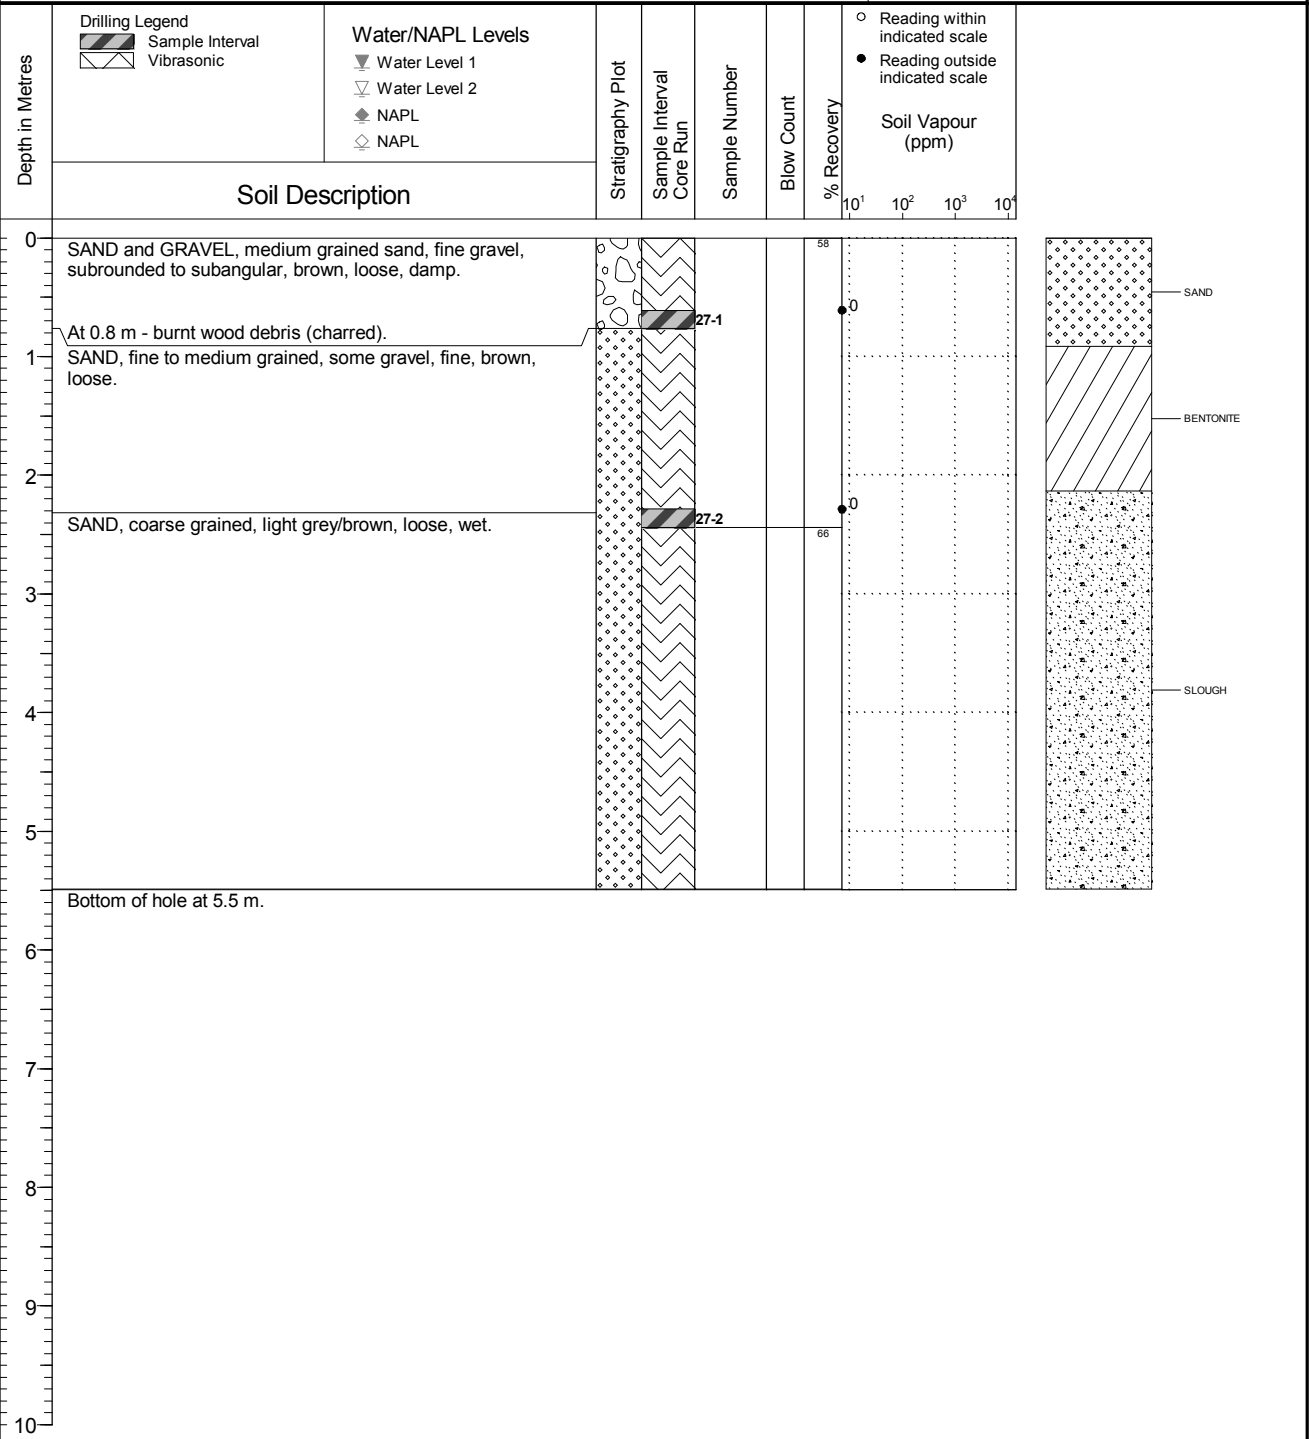 Drilling Legend
Sample Interval
Vibrasonic
Water/NAPL Levels
Water Level 1
Water Level 2
NAPL
NAPL
Depth in Metres
Soil Description
Stratigraphy Plot
Sample Interval
Core Run
Sample Number
Blow Count
% Recovery
Reading within
indicated scale
Reading outside
indicated scale
Soil Vapour
(ppm)
10¹ 10² 10³ 10⁴
0
SAND and GRAVEL, medium grained sand, fine gravel,
subrounded to subangular, brown, loose, damp.
58
SAND
0
27-1
At 0.8 m - burnt wood debris (charred).
1
SAND, fine to medium grained, some gravel, fine, brown,
loose.
BENTONITE
2
0
27-2
SAND, coarse grained, light grey/brown, loose, wet.
66
3
SLOUGH
4
5
Bottom of hole at 5.5 m.
6
7
8
9
10